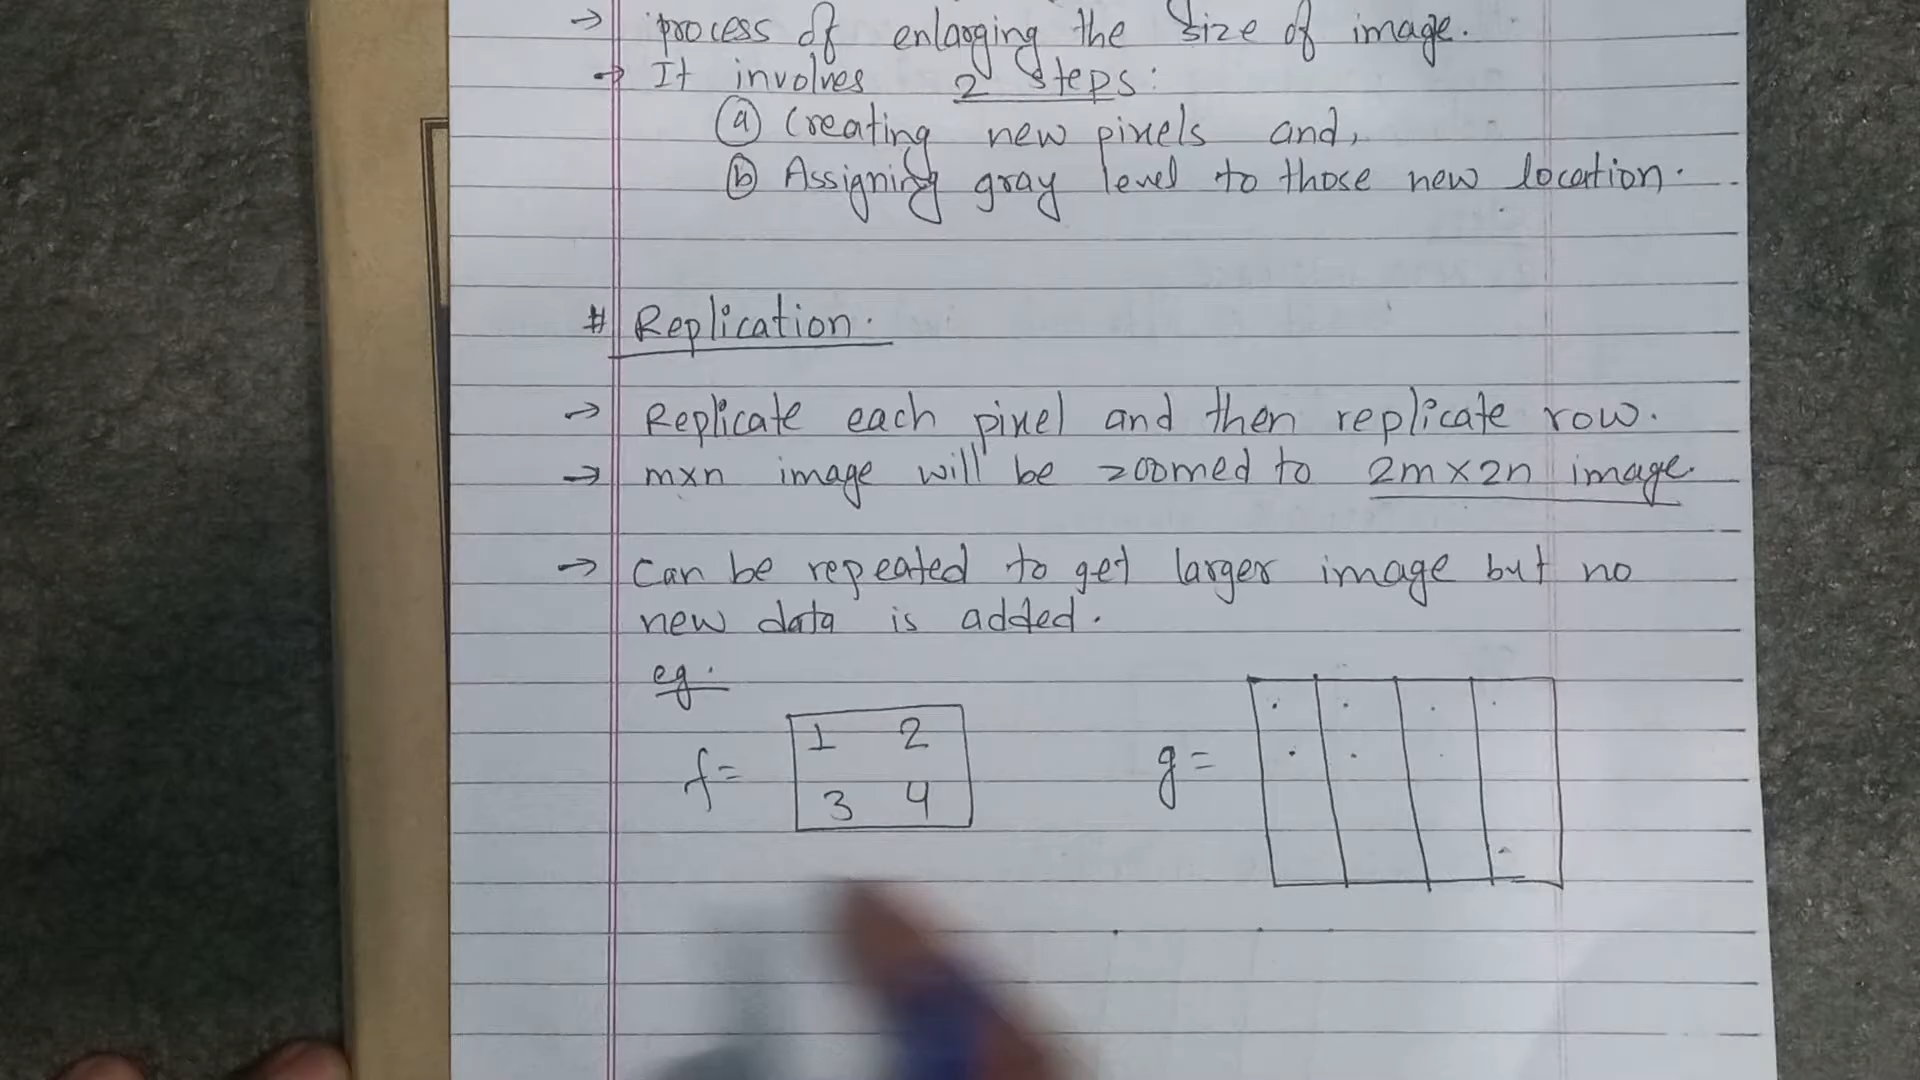 → process of enlarging the size of image.
→ It involves 2 steps:
ⓐ Creating new pixels and,
ⓑ Assigning gray level to those new location.
# Replication.
→ Replicate each pixel and then replicate row.
→ m×n image will be zoomed to 2m×2n image.
→ Can be repeated to get larger image but no
new data is added.
eg.
f= 1 2 g=
3 4